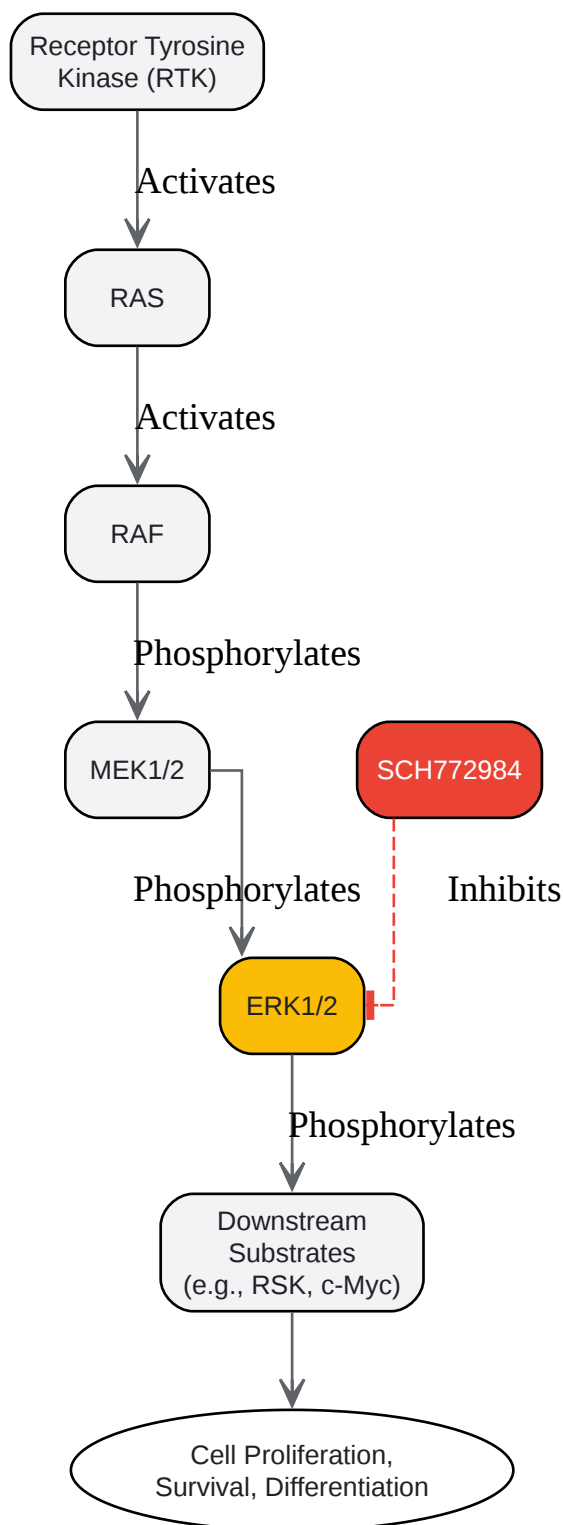 Receptor Tyrosine
Kinase (RTK)
Activates
RAS
Activates
RAF
Phosphorylates
MEK1/2
SCH772984
Phosphorylates
Inhibits
ERK1/2
Phosphorylates
Downstream
Substrates
(e.g., RSK, c-Myc)
Cell Proliferation,
Survival, Differentiation